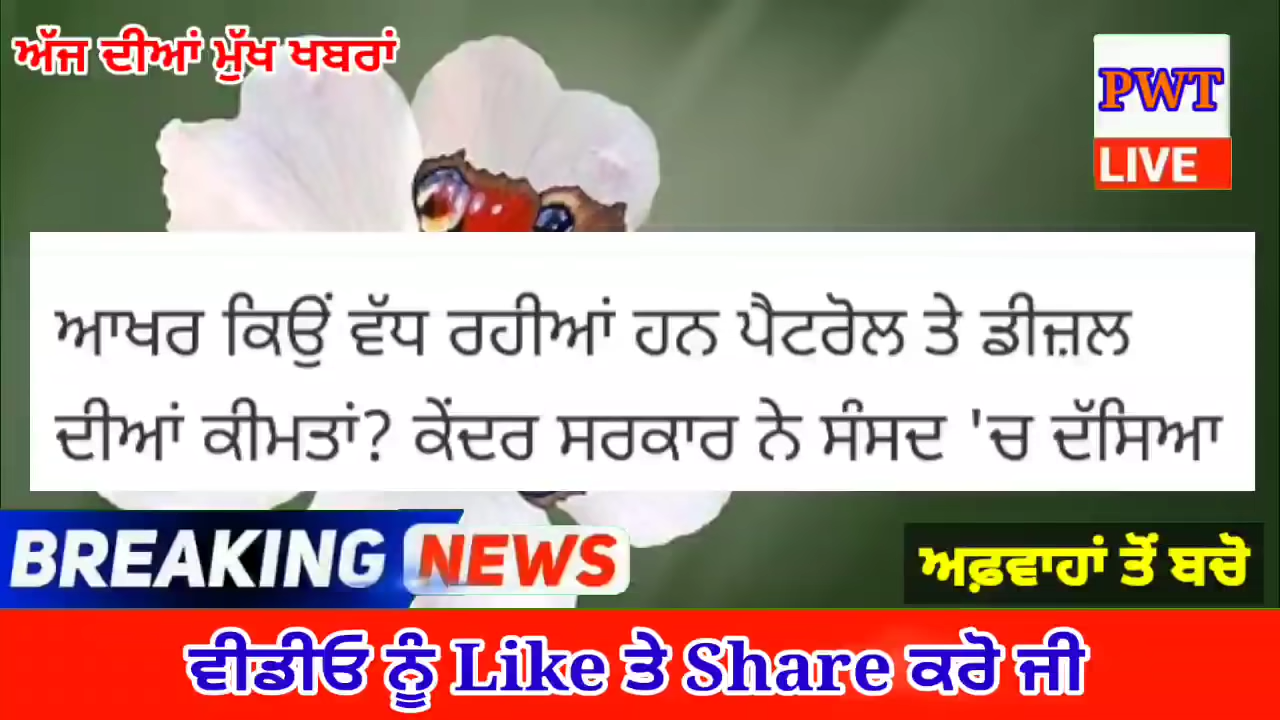 ਅੱਜ ਦੀਆਂ ਮੁੱਖ ਖਬਰਾਂ
PWT
LIVE
ਆਖਰ ਕਿਉਂ ਵੱਧ ਰਹੀਆਂ ਹਨ ਪੈਟਰੋਲ ਤੇ ਡੀਜ਼ਲ
ਦੀਆਂ ਕੀਮਤਾਂ? ਕੇਂਦਰ ਸਰਕਾਰ ਨੇ ਸੰਸਦ 'ਚ ਦੱਸਿਆ
BREAKING NEWS
ਅਫ਼ਵਾਹਾਂ ਤੋਂ ਬਚੋ
ਵੀਡੀਓ ਨੂੰ Like ਤੇ Share ਕਰੋ ਜੀ